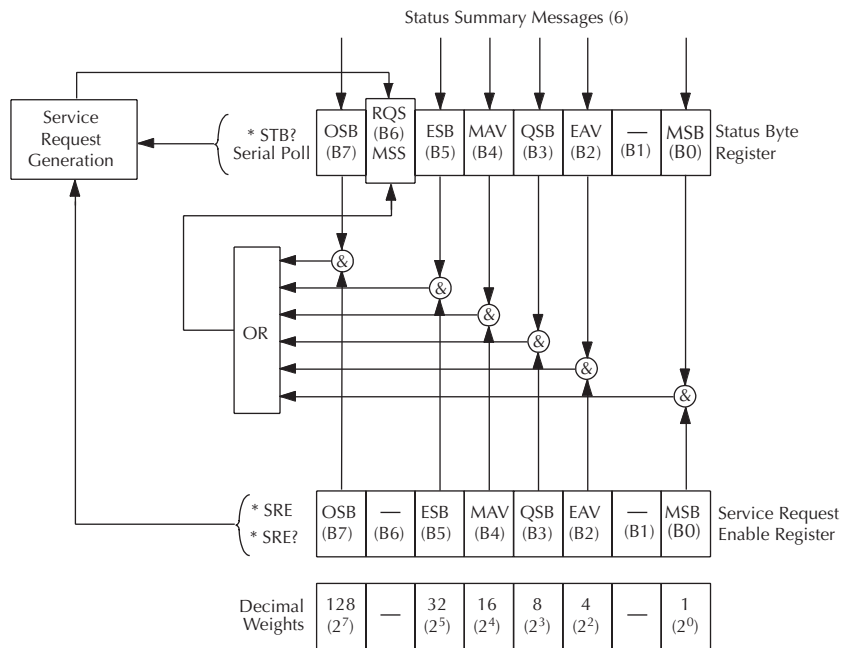 Status Summary Messages (6)
Service
Request
Generation
* STB?
Serial Poll
OSB
(B7)
RQS
(B6)
MSS
ESB
(B5)
MAV
(B4)
QSB
(B3)
EAV
(B2)
—
(B1)
MSB
(B0)
Status Byte
Register
&
&
&
&
&
&
OR
* SRE
* SRE?
OSB
(B7)
—
(B6)
ESB
(B5)
MAV
(B4)
QSB
(B3)
EAV
(B2)
—
(B1)
MSB
(B0)
Service Request
Enable Register
Decimal
Weights
128
(2⁷)
—
32
(2⁵)
16
(2⁴)
8
(2³)
4
(2²)
—
1
(2⁰)